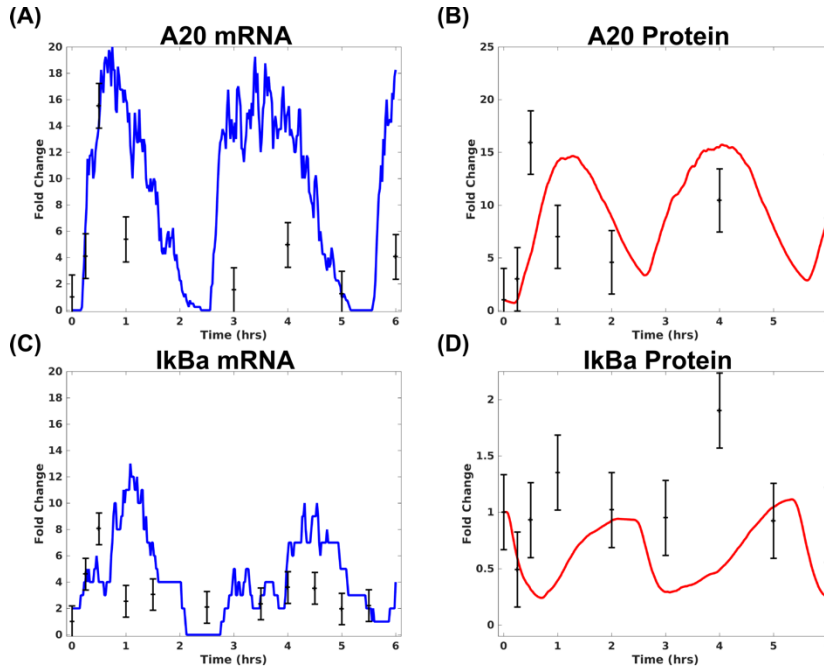 (A)
A20 mRNA
Fold Change
20
18
16
14
12
10
8
6
4
2
0
0 1 2 3 4 5 6
Time (hrs)
(B)
A20 Protein
Fold Change
25
20
15
10
5
0
0 1 2 3 4 5
Time (hrs)
(C)
IkBa mRNA
Fold Change
20
18
16
14
12
10
8
6
4
2
0
0 1 2 3 4 5 6
Time (hrs)
(D)
IkBa Protein
Fold Change
2
1.5
1
0.5
0
0 1 2 3 4 5
Time (hrs)